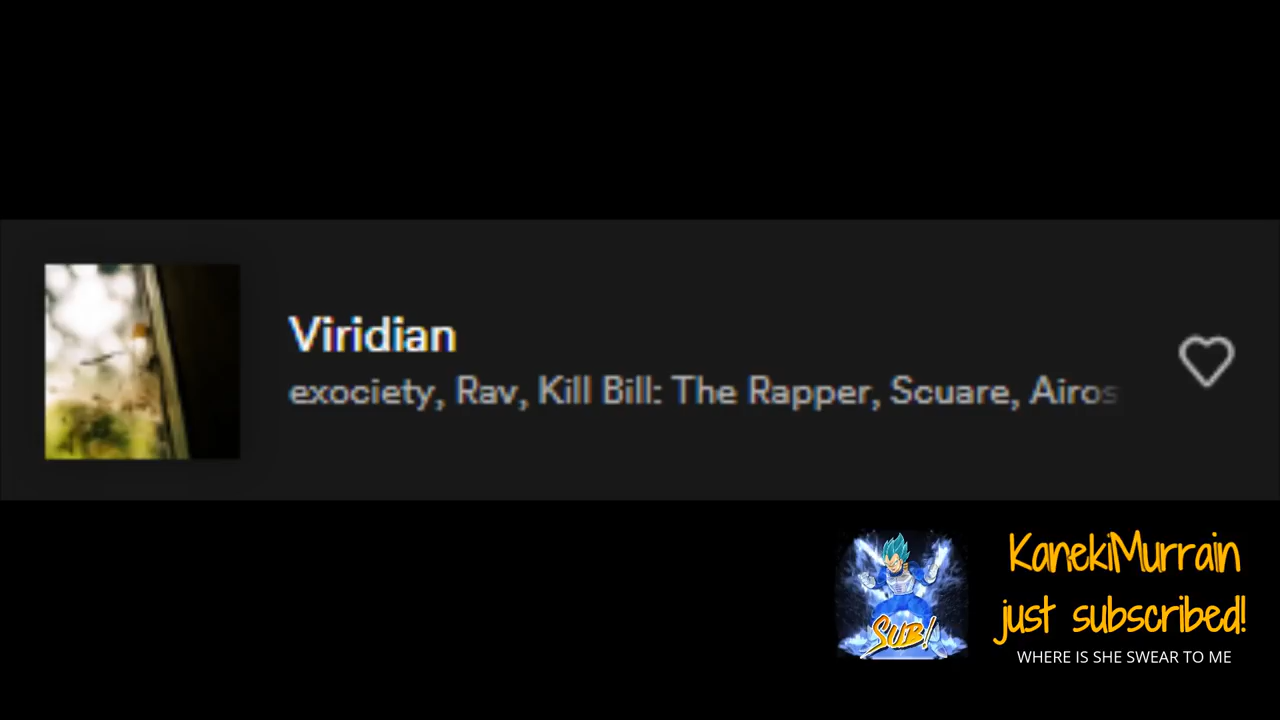 Viridian
exociety, Rav, Kill Bill: The Rapper, Scuare, Airos
SUB!
KanekiMurrain
just subscribed!
WHERE IS SHE SWEAR TO ME